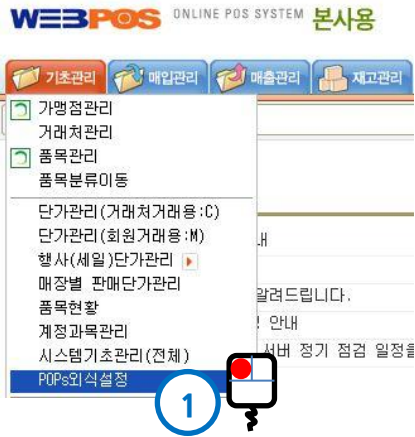 WEBPOS ONLINE POS SYSTEM 본사용
기초관리 매입관리 매출관리 재고관리
가맹점관리
거래처관리
품목관리
품목분류이동
단가관리(거래처거래용:C)
단가관리(회원거래용:M)
내
행사(세일)단가관리
매장별 판매단가관리
알려드립니다.
품목현황
안내
계정과목관리
시스템기초관리(전체)
서버 정기 점검 일정을
POPs외식설정
1